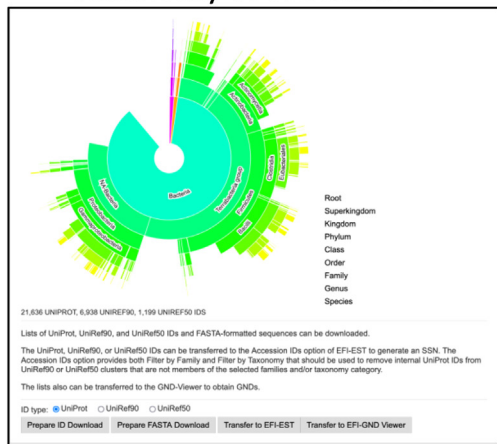 Actinomycetia
Actinobacteria
Clostridia
Eubacteriales
Bacteria
Terrabacteria group
Firmicutes
Bacilli
NA-Bacteria
Proteobacteria
Gammaproteobacteria
Root
Superkingdom
Kingdom
Phylum
Class
Order
Family
Genus
Species
21,636 UNIPROT, 6,938 UNIREF90, 1,199 UNIREF50 IDS
Lists of UniProt, UniRef90, and UniRef50 IDs and FASTA-formatted sequences can be downloaded.
The UniProt, UniRef90, or UniRef50 IDs can be transferred to the Accession IDs option of EFI-EST to generate an SSN. The
Accession IDs option provides both Filter by Family and Filter by Taxonomy that should be used to remove internal UniProt IDs from
UniRef90 or UniRef50 clusters that are not members of the selected families and/or taxonomy category.
The lists also can be transferred to the GND-Viewer to obtain GNDs.
ID type: UniProt UniRef90 UniRef50
Prepare ID Download Prepare FASTA Download Transfer to EFI-EST Transfer to EFI-GND Viewer